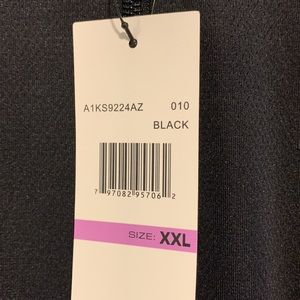 A1KS9224AZ 010
BLACK
7 97082 95706 2
SIZE: XXL